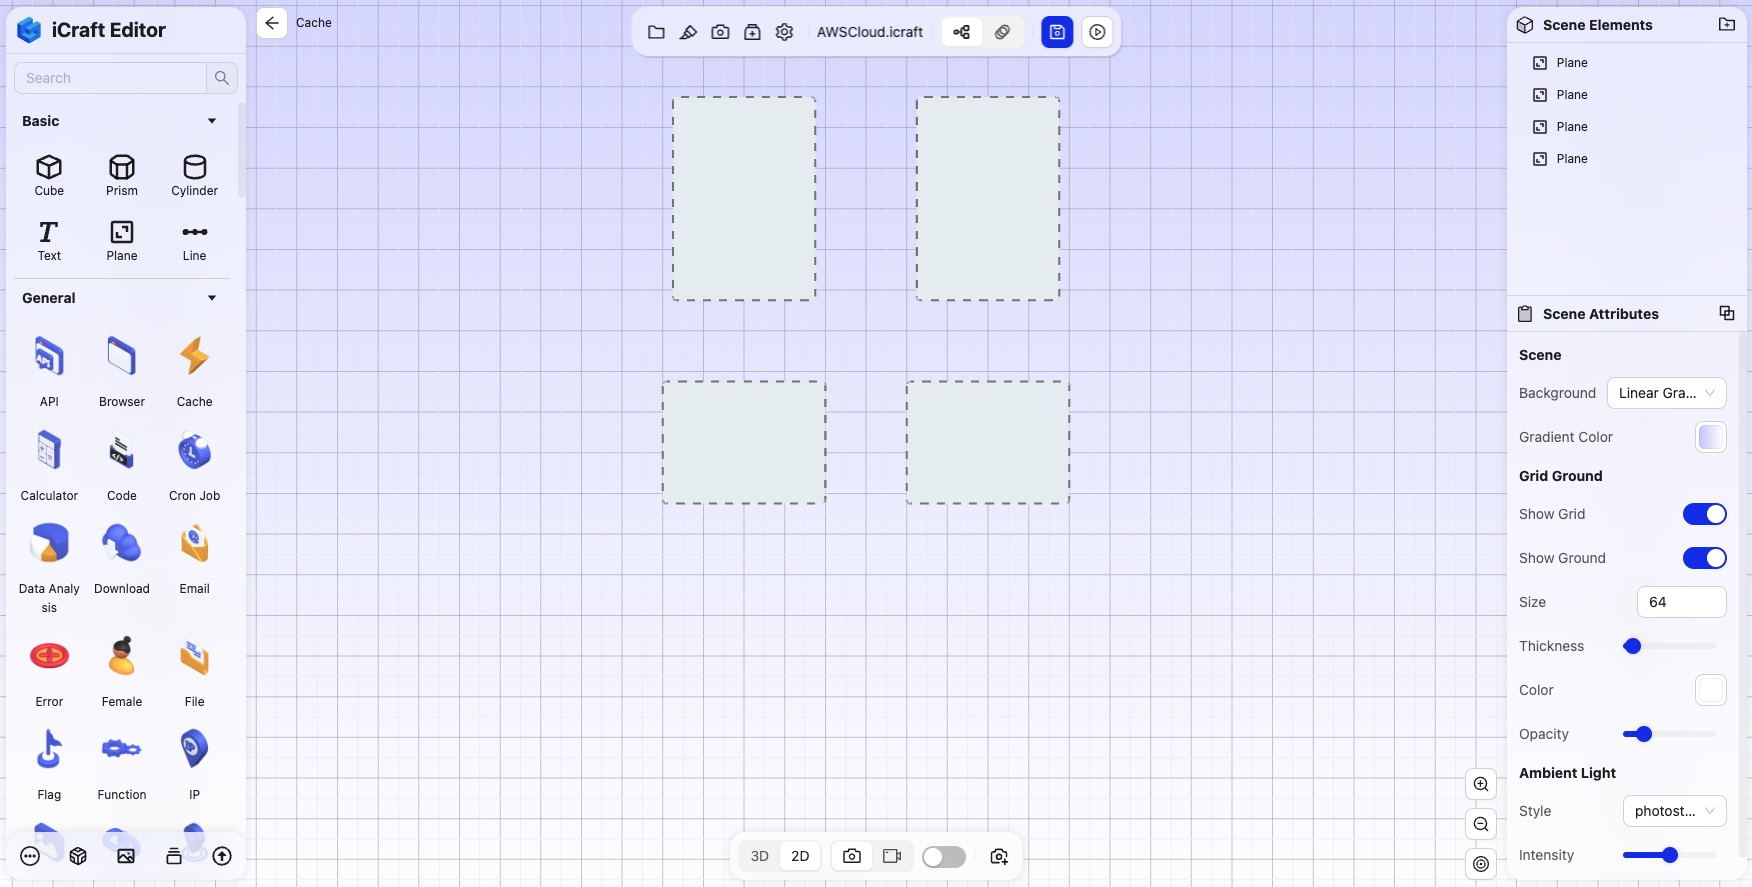 iCraft Editor
Cache
AWSCloud.icraft
Search
Basic
Cube
Prism
Cylinder
Text
Plane
Line
General
API
Browser
Cache
Calculator
Code
Cron Job
Data Analy
sis
Download
Email
Error
Female
File
Flag
Function
IP
3D
2D
Scene Elements
Plane
Plane
Plane
Plane
Scene Attributes
Scene
Background
Linear Gra...
Gradient Color
Grid Ground
Show Grid
Show Ground
Size
64
Thickness
Color
Opacity
Ambient Light
Style
photost...
Intensity